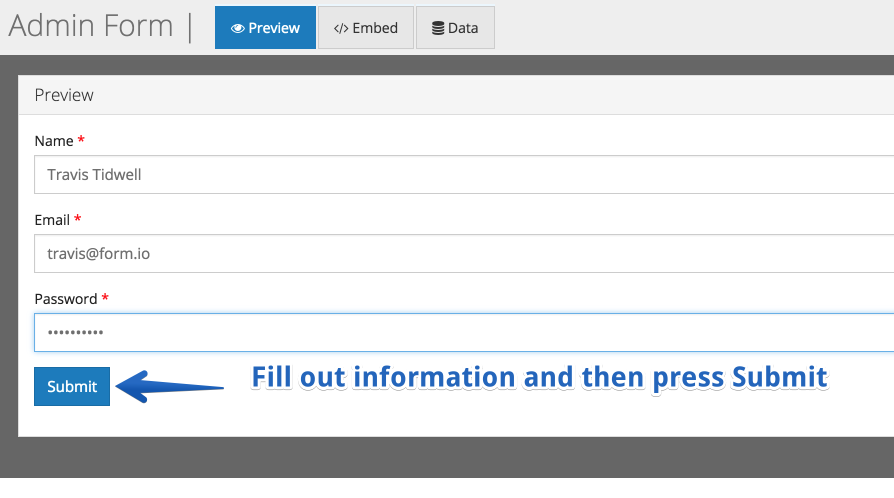 Admin Form |
Preview
</> Embed
Data
Preview
Name *
Travis Tidwell
Email *
travis@form.io
Password *
••••••••••
Submit
Fill out information and then press Submit